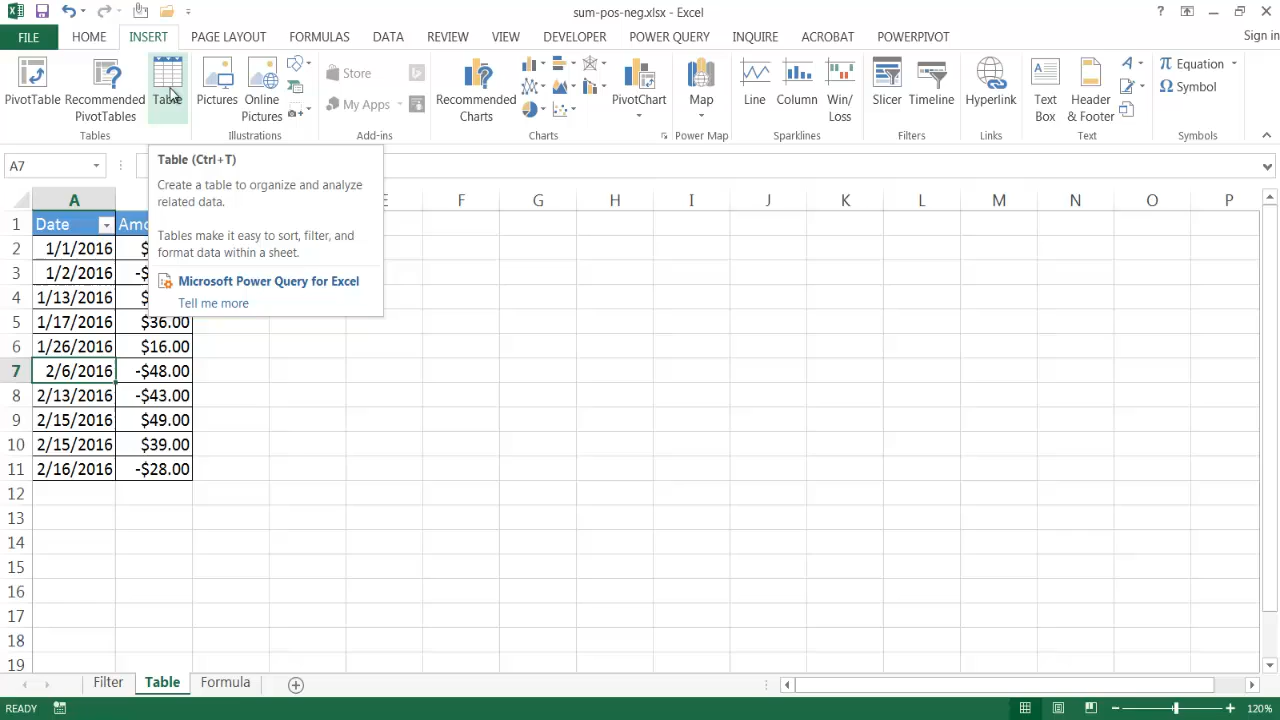 sum-pos-neg.xlsx - Excel
?
FILE HOME INSERT PAGE LAYOUT FORMULAS DATA REVIEW VIEW DEVELOPER POWER QUERY INQUIRE ACROBAT POWERPIVOT Sign in
PivotTable
Recommended
PivotTables
Table
Tables
Pictures
Online
Pictures
Illustrations
Store
My Apps
Add-ins
Recommended
Charts
PivotChart
Charts
Map
Power Map
Line
Column
Win/
Loss
Sparklines
Slicer
Timeline
Filters
Hyperlink
Links
Text
Box
Header
& Footer
Text
π Equation
Ω Symbol
Symbols
A7
Table (Ctrl+T)
Create a table to organize and analyze
related data.
Tables make it easy to sort, filter, and
format data within a sheet.
Microsoft Power Query for Excel
Tell me more
A E F G H I J K L M N O P
1 Date Amo
2 1/1/2016 $
3 1/2/2016 -$
4 1/13/2016 $
5 1/17/2016 $36.00
6 1/26/2016 $16.00
7 2/6/2016 -$48.00
8 2/13/2016 -$43.00
9 2/15/2016 $49.00
10 2/15/2016 $39.00
11 2/16/2016 -$28.00
12
13
14
15
16
17
18
19
Filter Table Formula
READY
120%